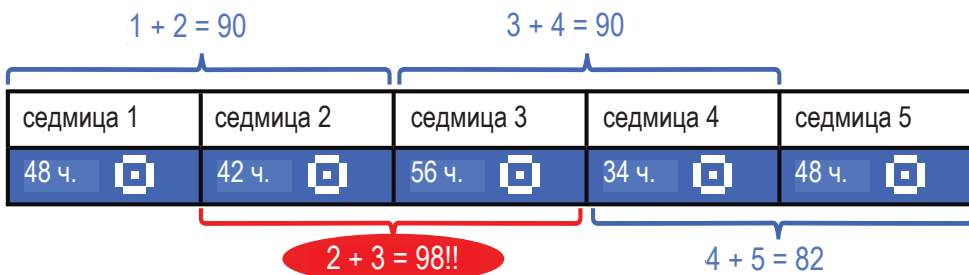 1 + 2 = 90 3 + 4 = 90
седмица 1 седмица 2 седмица 3 седмица 4 седмица 5
48 ч. 42 ч. 56 ч. 34 ч. 48 ч.
2 + 3 = 98!! 4 + 5 = 82